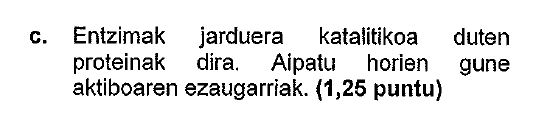 c. Entzimak jarduera katalitikoa duten
proteinak dira. Aipatu horien gune
aktiboaren ezaugarriak. (1,25 puntu)